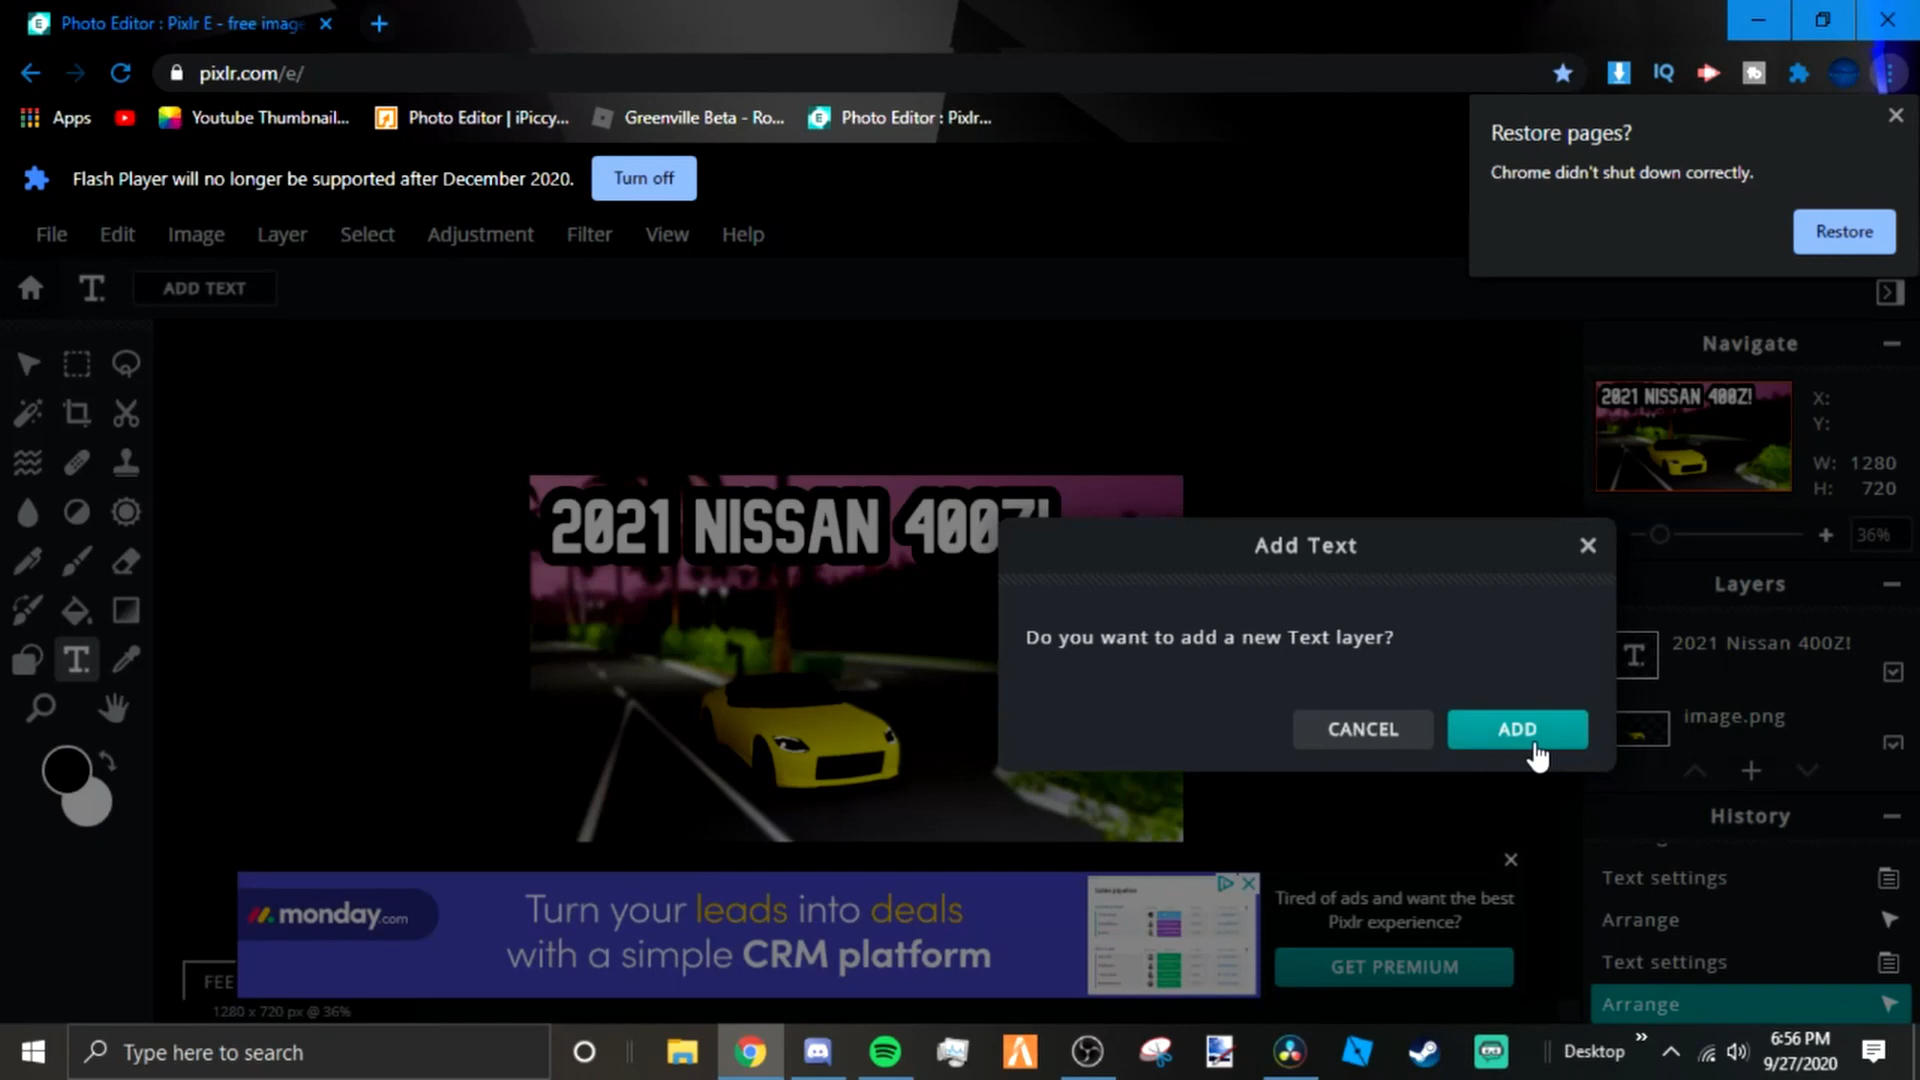 Photo Editor : Pixlr E - free imag
pixlr.com/e/
IQ
Apps
Youtube Thumbnail...
Photo Editor | iPiccy...
Greenville Beta - Ro...
Photo Editor : Pixlr...
Restore pages?
Chrome didn't shut down correctly.
Restore
Flash Player will no longer be supported after December 2020.
Turn off
File
Edit
Image
Layer
Select
Adjustment
Filter
View
Help
ADD TEXT
Navigate
2021 NISSAN 400Z!
X:
Y:
W: 1280
H: 720
36%
2021 NISSAN 400Z!
Add Text
Do you want to add a new Text layer?
CANCEL
ADD
Layers
2021 Nissan 400Z!
image.png
History
Text settings
Arrange
Text settings
Arrange
monday.com
Turn your leads into deals
with a simple CRM platform
Tired of ads and want the best
Pixlr experience?
GET PREMIUM
FEE
1280 x 720 px @ 36%
Type here to search
Desktop
6:56 PM
9/27/2020